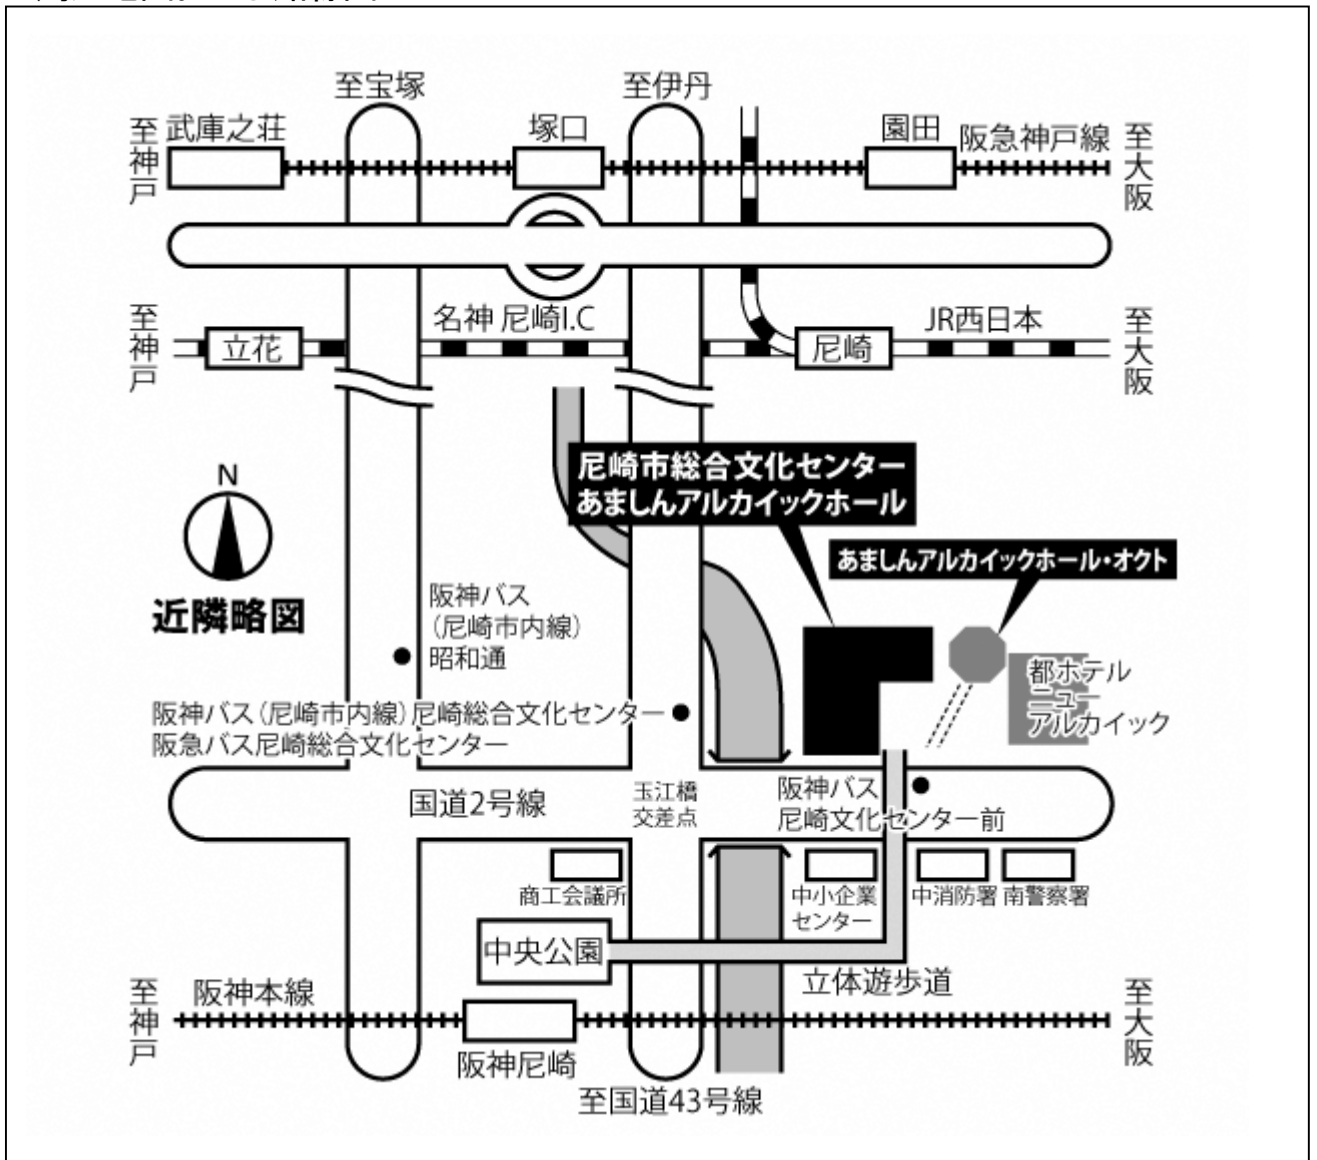 至宝塚
至伊丹
至神戸
武庫之荘
塚口
園田
阪急神戸線
至大阪
至神戸
立花
名神 尼崎I.C
尼崎
JR西日本
至大阪
尼崎市総合文化センター
あましんアルカイックホール
あましんアルカイックホール・オクト
N
近隣略図
阪神バス
（尼崎市内線）
昭和通
都ホテル
ニュー
アルカイック
阪神バス（尼崎市内線）尼崎総合文化センター
阪急バス尼崎総合文化センター
国道2号線
玉江橋
交差点
阪神バス
尼崎文化センター前
商工会議所
中小企業
センター
中消防署
南警察署
中央公園
立体遊歩道
至神戸
阪神本線
阪神尼崎
至大阪
至国道43号線